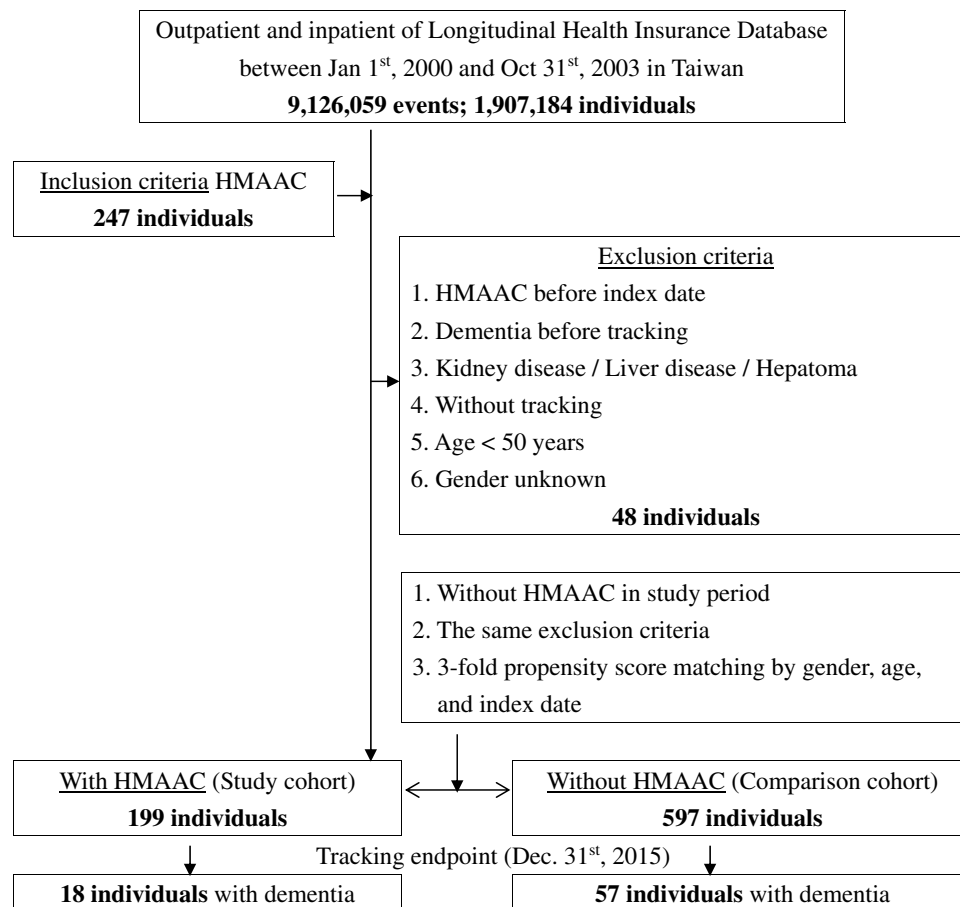 Outpatient and inpatient of Longitudinal Health Insurance Database
between Jan 1st, 2000 and Oct 31st, 2003 in Taiwan
9,126,059 events; 1,907,184 individuals
Inclusion criteria HMAAC
247 individuals
Exclusion criteria
1. HMAAC before index date
2. Dementia before tracking
3. Kidney disease / Liver disease / Hepatoma
4. Without tracking
5. Age < 50 years
6. Gender unknown
48 individuals
1. Without HMAAC in study period
2. The same exclusion criteria
3. 3-fold propensity score matching by gender, age,
and index date
With HMAAC (Study cohort)
199 individuals
Without HMAAC (Comparison cohort)
597 individuals
Tracking endpoint (Dec. 31st, 2015)
18 individuals with dementia
57 individuals with dementia